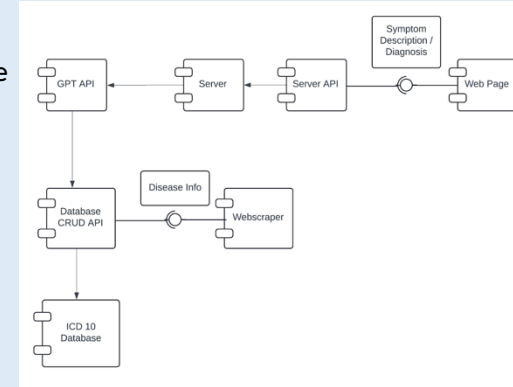 e
Symptom
Description /
Diagnosis
GPT API
Server
Server API
Web Page
Disease Info
Database
CRUD API
Webscraper
ICD 10
Database